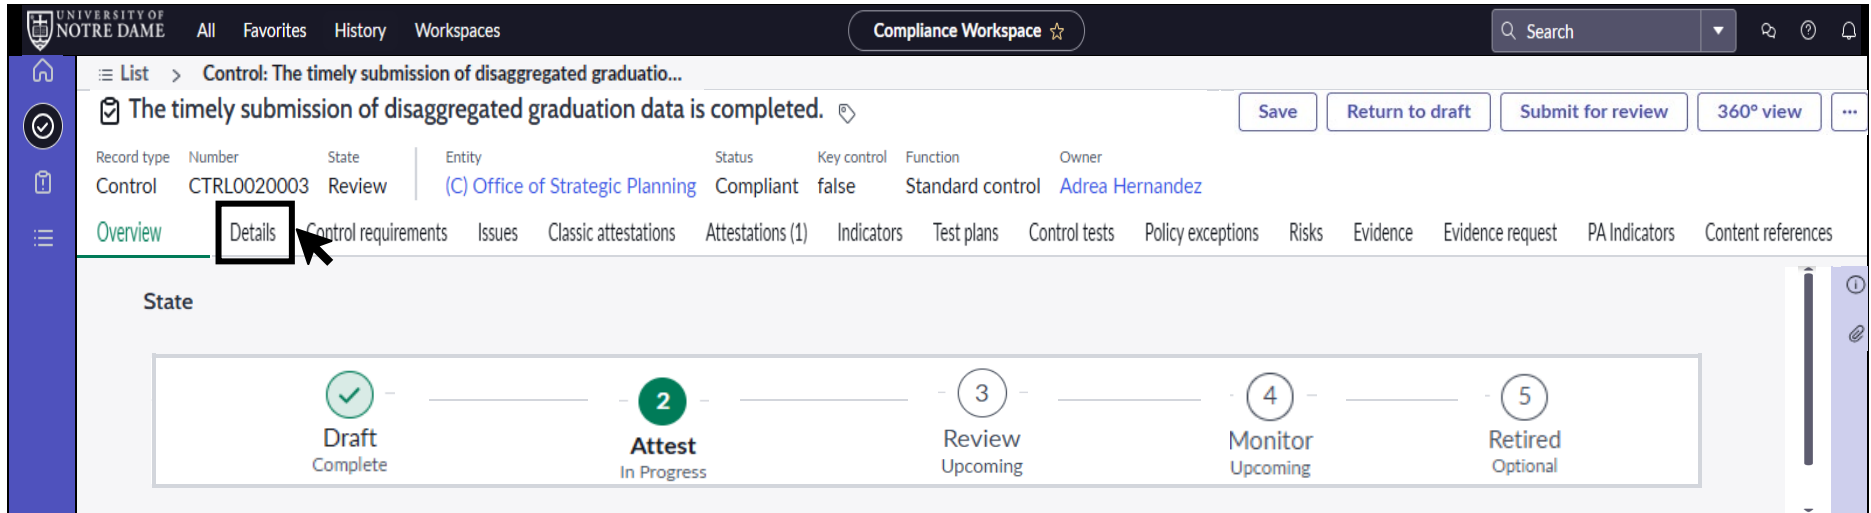 UNIVERSITY OF
NOTRE DAME
All Favorites History Workspaces Compliance Workspace Search
List > Control: The timely submission of disaggregated graduatio...
The timely submission of disaggregated graduation data is completed.
Save Return to draft Submit for review 360° view ...
Record type Number State Entity Status Key control Function Owner
Control CTRL0020003 Review (C) Office of Strategic Planning Compliant false Standard control Adrea Hernandez
Overview Details Control requirements Issues Classic attestations Attestations (1) Indicators Test plans Control tests Policy exceptions Risks Evidence Evidence request PA Indicators Content references
State
2 3 4 5
Draft Attest Review Monitor Retired
Complete In Progress Upcoming Upcoming Optional